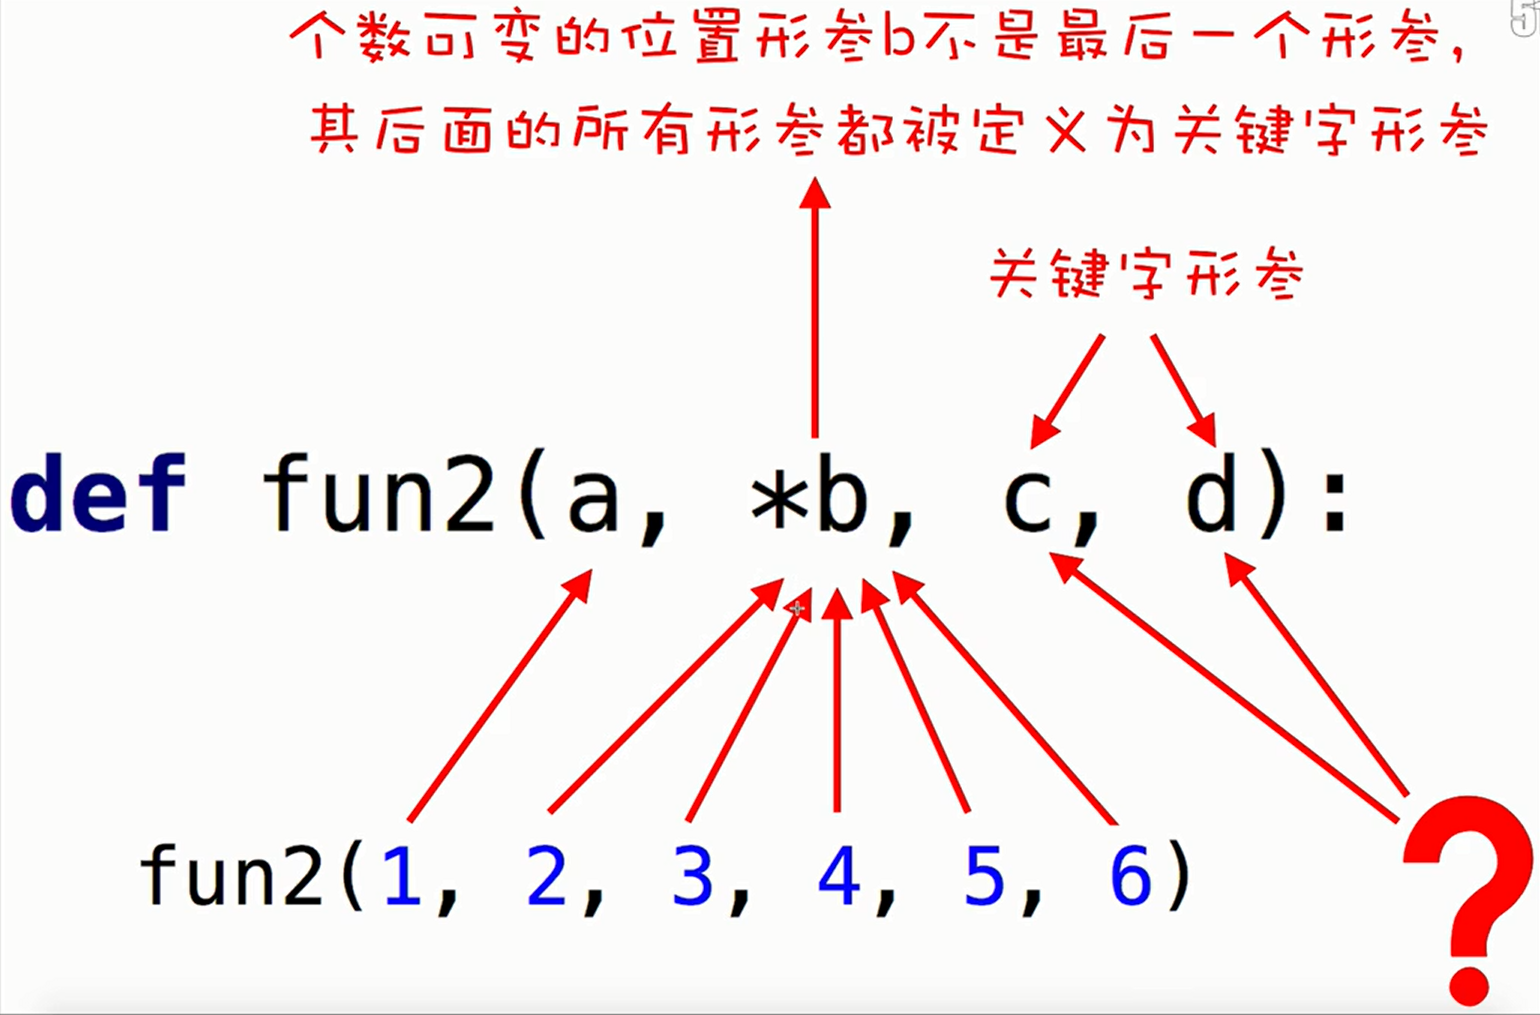 个数可变的位置形参b不是最后一个形参,
其后面的所有形参都被定义为关键字形参
关键字形参
def fun2(a, *b, c, d):
fun2(1, 2, 3, 4, 5, 6)
?